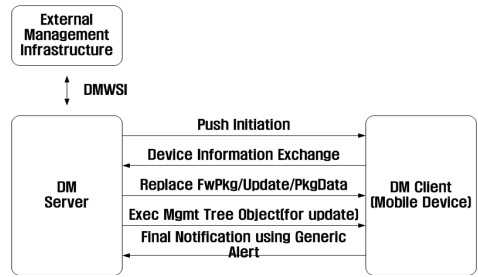 External
Management
Infrastructure
DMWSI
Push Initiation
Device Information Exchange
Replace FwPkg/Update/PkgData
Exec Mgmt Tree Object(for update)
Final Notification using Generic
Alert
DM
Server
DM Client
(Mobile Device)